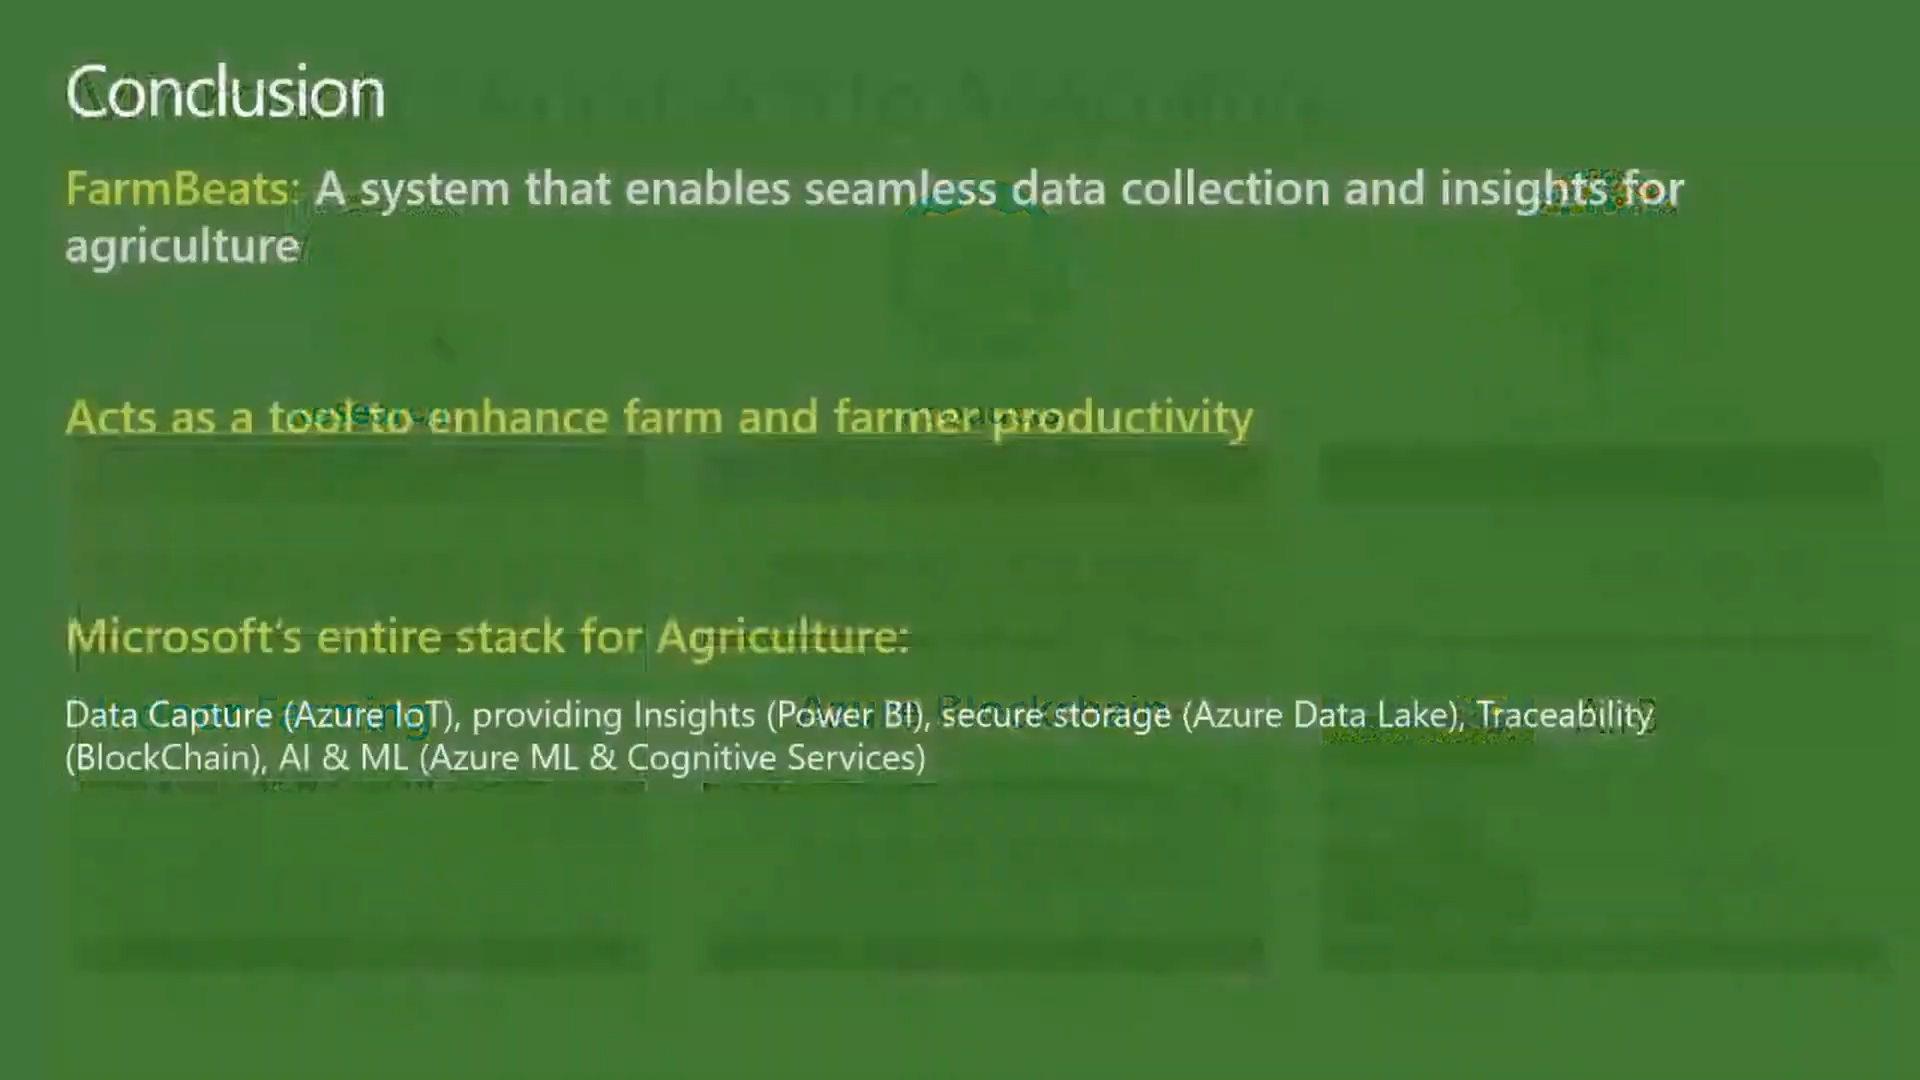 Conclusion
FarmBeats: A system that enables seamless data collection and insights for
agriculture
Acts as a tool to enhance farm and farmer productivity
Microsoft's entire stack for Agriculture:
Data Capture (Azure IoT), providing Insights (Power BI), secure storage (Azure Data Lake), Traceability
(BlockChain), AI & ML (Azure ML & Cognitive Services)